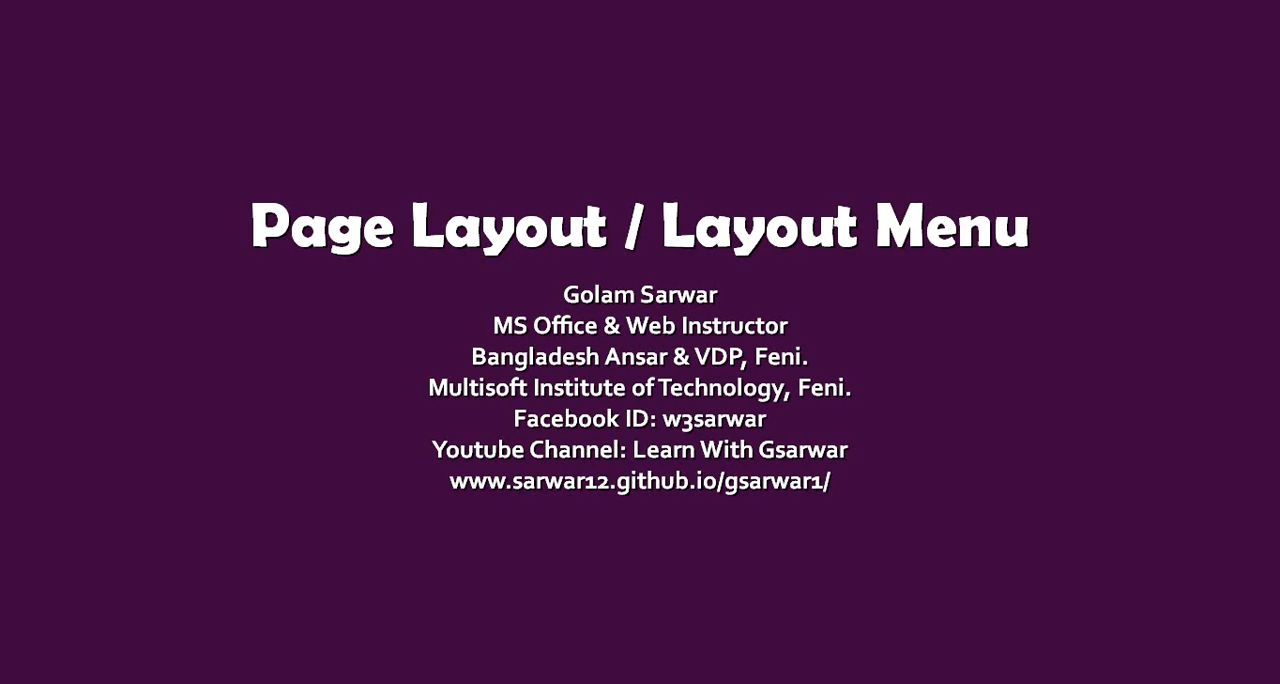 Page Layout / Layout Menu
Golam Sarwar
MS Office & Web Instructor
Bangladesh Ansar & VDP, Feni.
Multisoft Institute of Technology, Feni.
Facebook ID: w3sarwar
Youtube Channel: Learn With Gsarwar
www.sarwar12.github.io/gsarwar1/